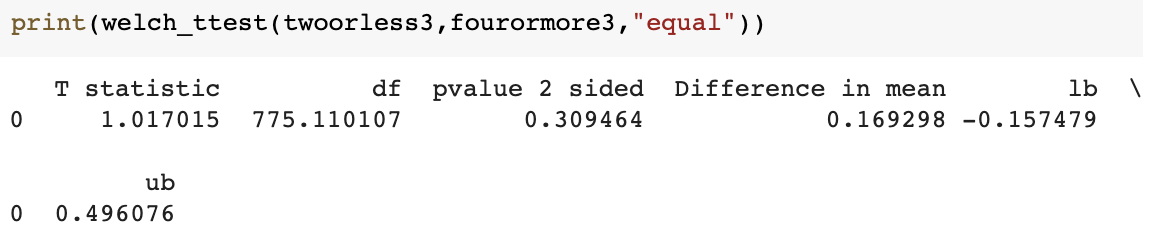 print(welch_ttest(twoorless3,fourormore3,"equal"))
T statistic df pvalue 2 sided Difference in mean lb \
0 1.017015 775.110107 0.309464 0.169298 -0.157479
ub
0 0.496076